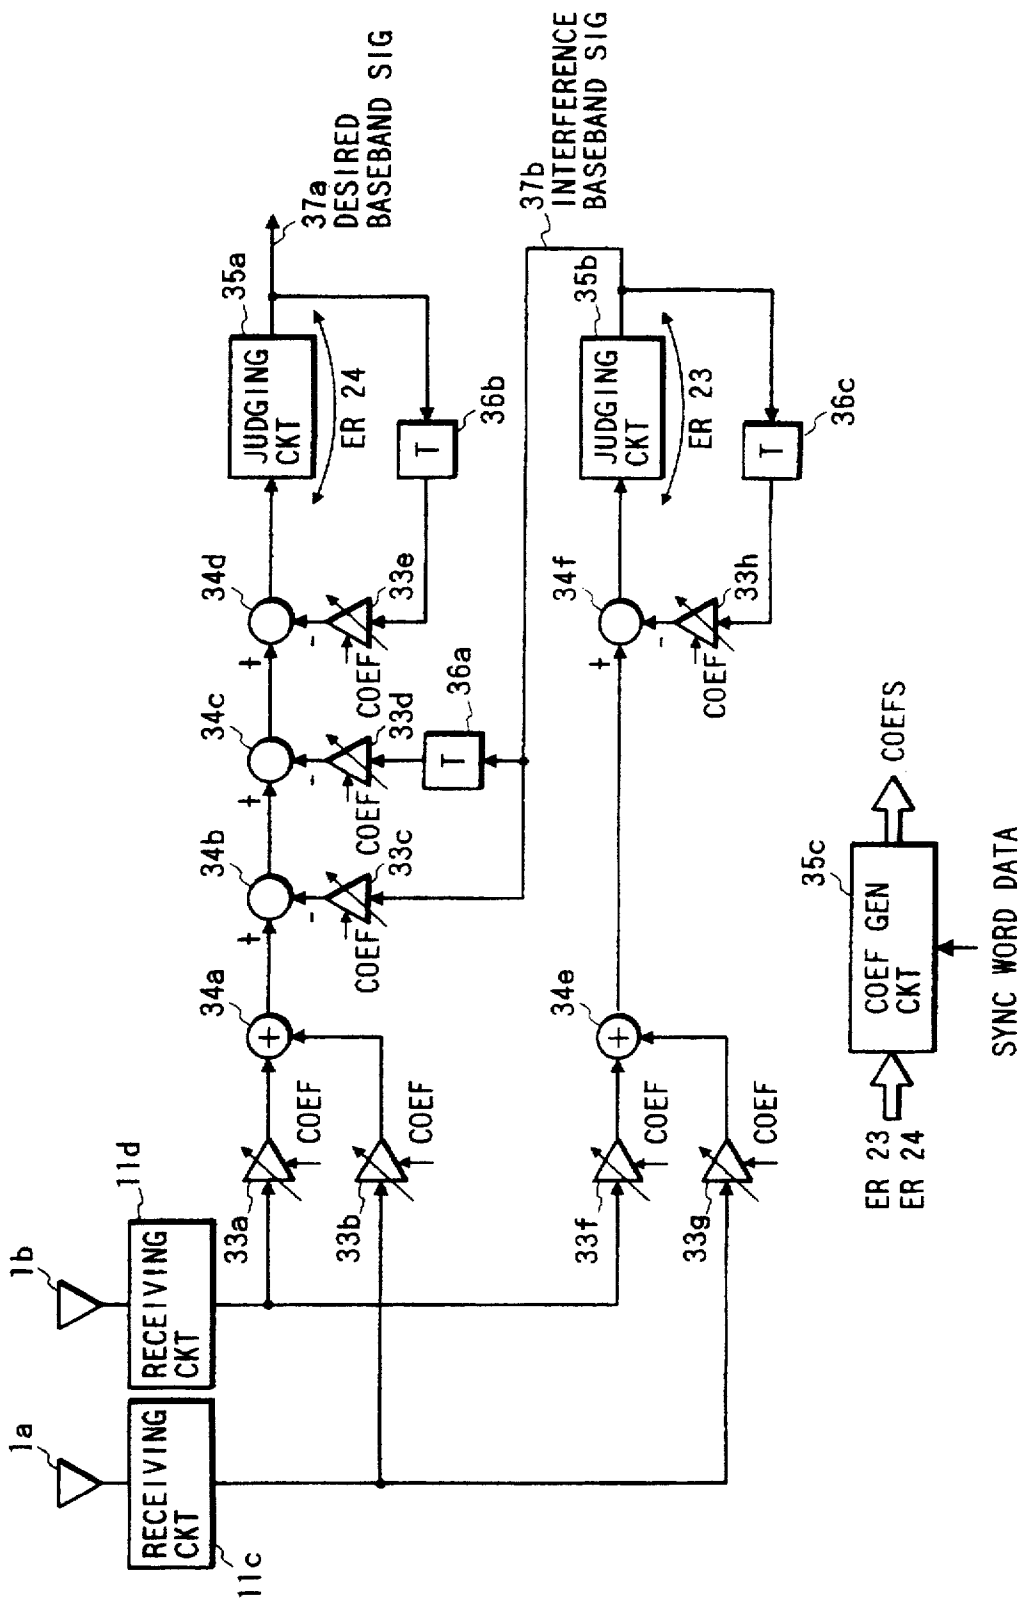 1a
1b
RECEIVING
CKT
11c
RECEIVING
CKT
11d
33a
COEF
33b
COEF
34a
+
34b
+
-
COEF
33c
34c
+
-
COEF
33d
36a
T
34d
+
-
COEF
33e
35a
JUDGING
CKT
ER 24
T
36b
37a
DESIRED
BASEBAND SIG
33f
COEF
33g
COEF
34e
+
34f
+
-
COEF
33h
35b
JUDGING
CKT
ER 23
T
36c
37b
INTERFERENCE
BASEBAND SIG
ER 23
ER 24
35c
COEF GEN
CKT
COEFS
SYNC WORD DATA